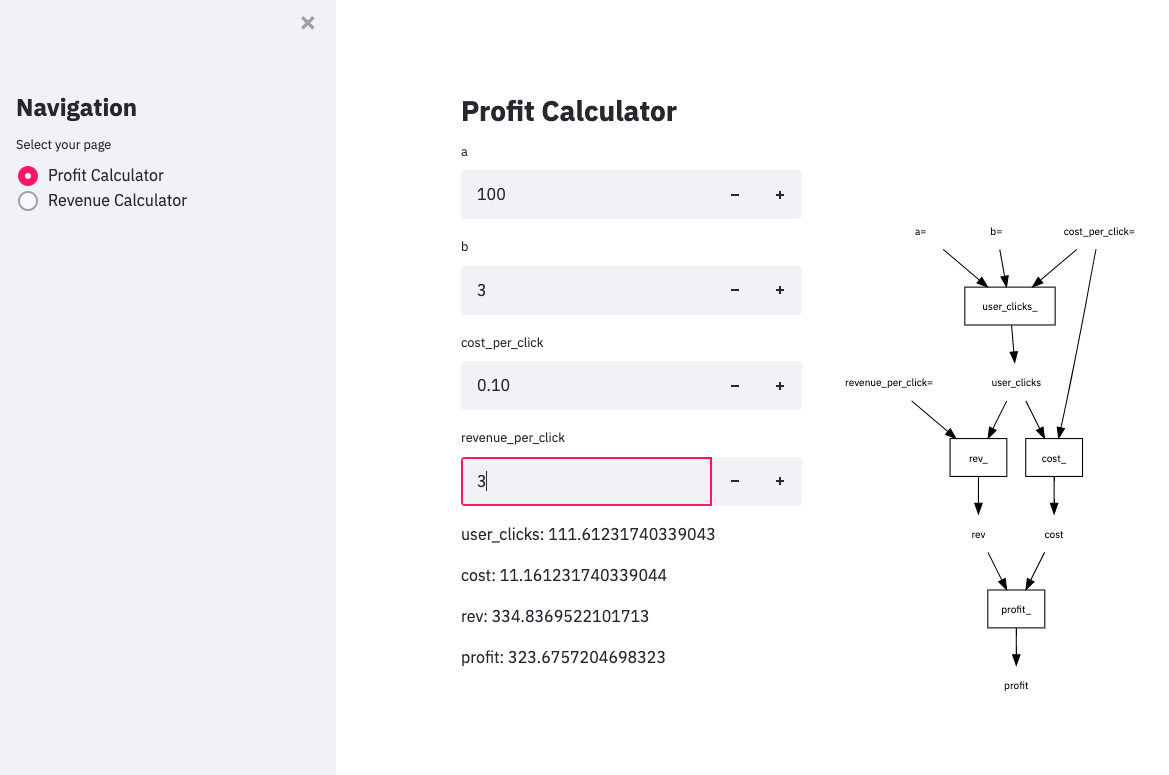 ×
Navigation
Select your page
Profit Calculator
Revenue Calculator
Profit Calculator
a
100 − +
b
3 − +
cost_per_click
0.10 − +
revenue_per_click
3 − +
user_clicks: 111.61231740339043
cost: 11.161231740339044
rev: 334.8369522101713
profit: 323.6757204698323
a= b= cost_per_click=
user_clicks_
revenue_per_click= user_clicks
rev_ cost_
rev cost
profit_
profit